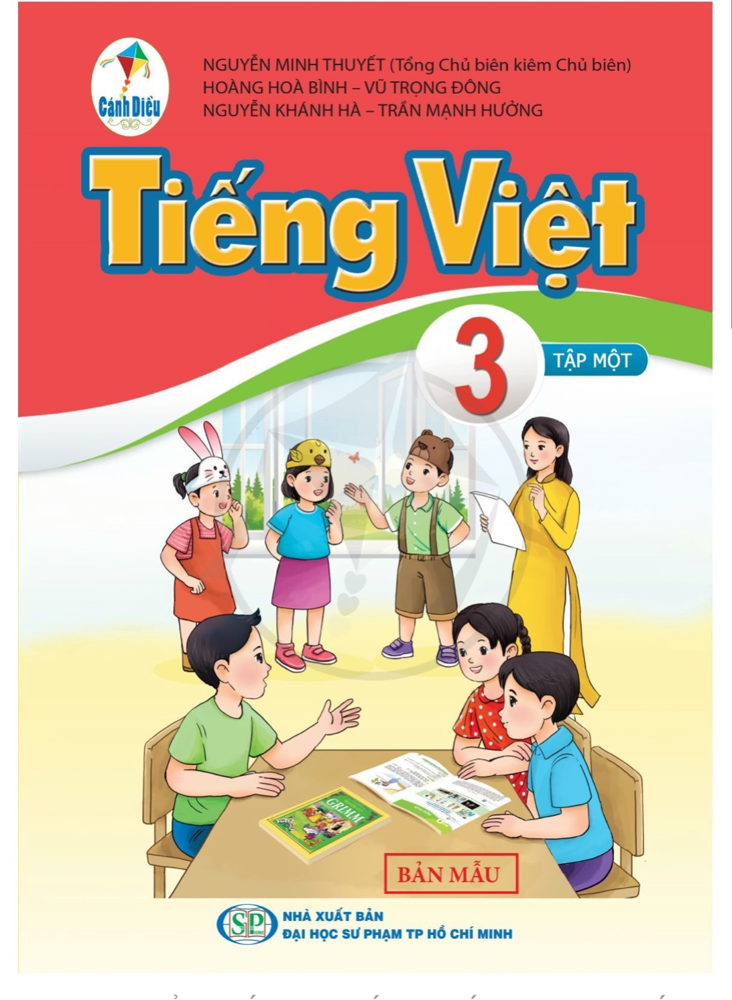 NGUYỄN MINH THUYẾT (Tổng Chủ biên kiêm Chủ biên)
HOÀNG HOÀ BÌNH – VŨ TRỌNG ĐÔNG
NGUYỄN KHÁNH HÀ – TRẦN MẠNH HƯỞNG
Cánh Diều
Tiếng Việt
3
TẬP MỘT
GRIMM
BẢN MẪU
SP
NHÀ XUẤT BẢN
ĐẠI HỌC SƯ PHẠM TP HỒ CHÍ MINH